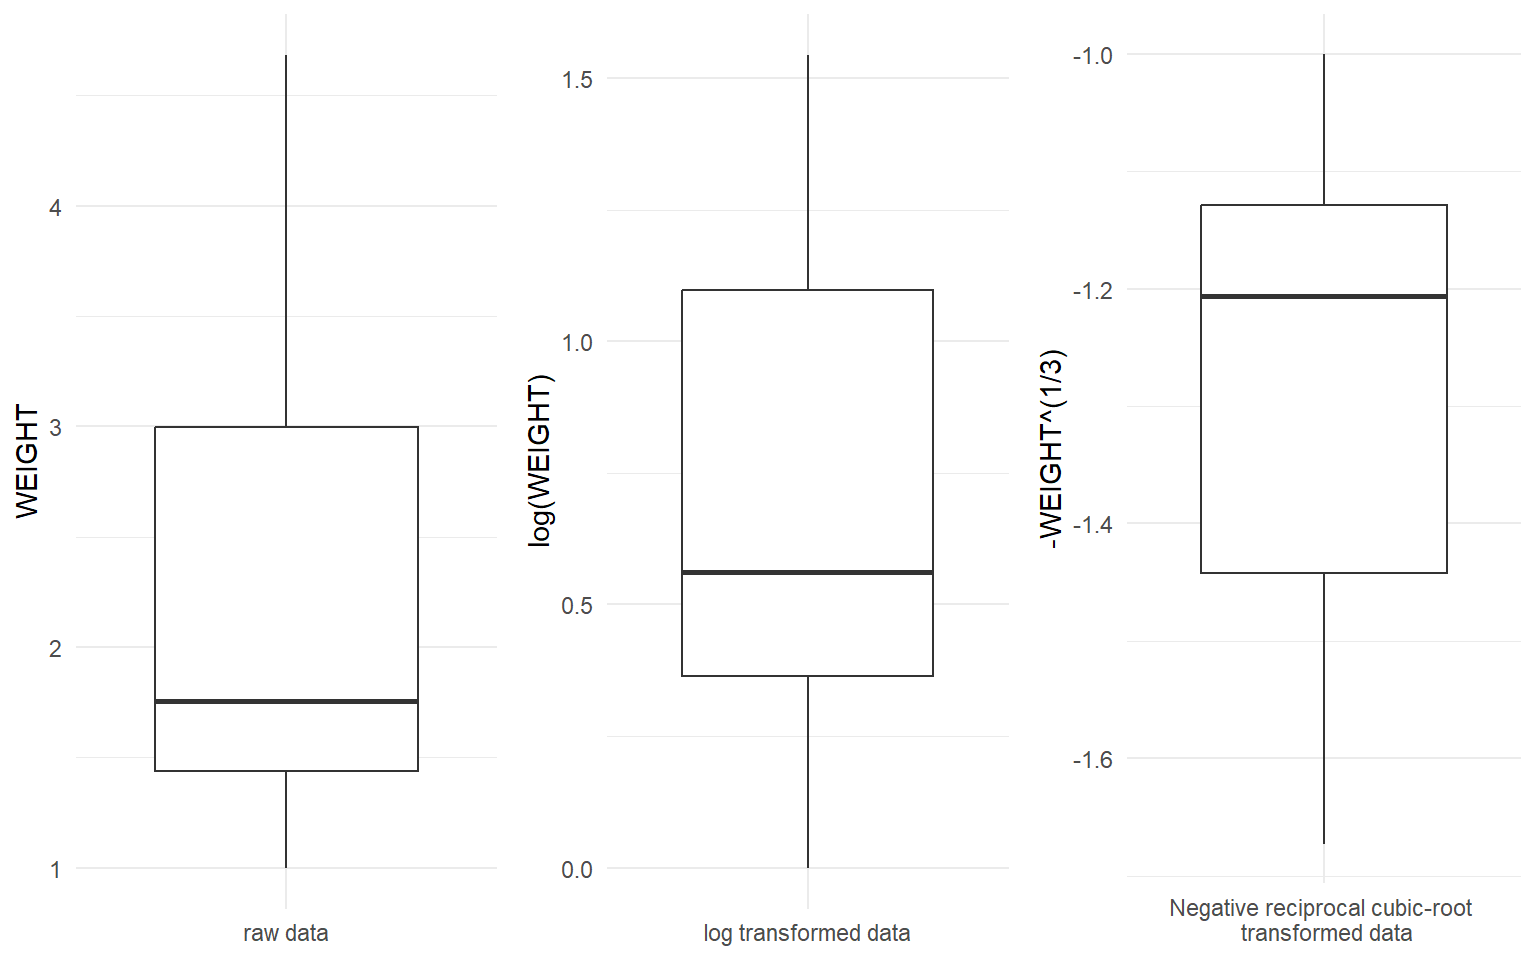 WEIGHT
4
3
2
1
raw data
log(WEIGHT)
1.5
1.0
0.5
0.0
log transformed data
-WEIGHT^(1/3)
-1.0
-1.2
-1.4
-1.6
Negative reciprocal cubic-root
transformed data